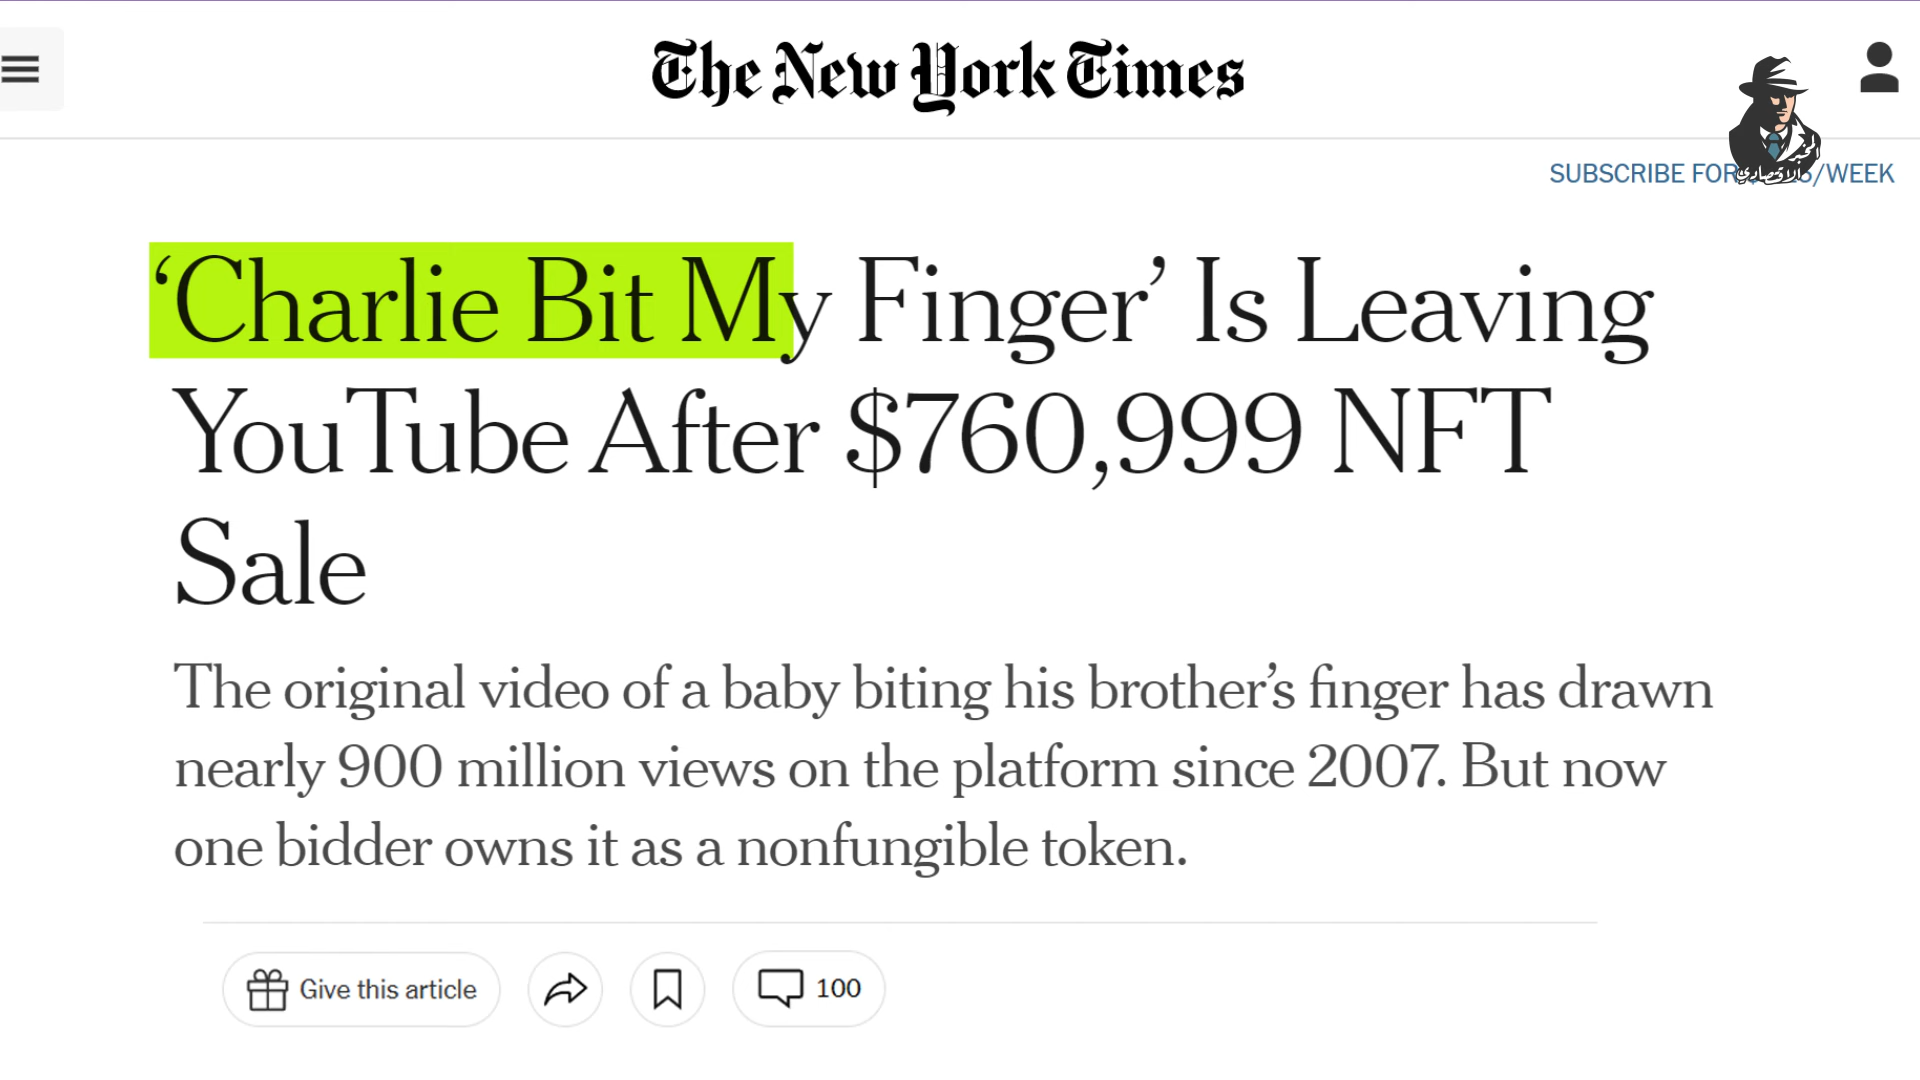 The New York Times
SUBSCRIBE FOR /WEEK
المخبر
الاقتصادي
‘Charlie Bit My Finger’ Is Leaving
YouTube After $760,999 NFT
Sale
The original video of a baby biting his brother’s finger has drawn
nearly 900 million views on the platform since 2007. But now
one bidder owns it as a nonfungible token.
Give this article
100